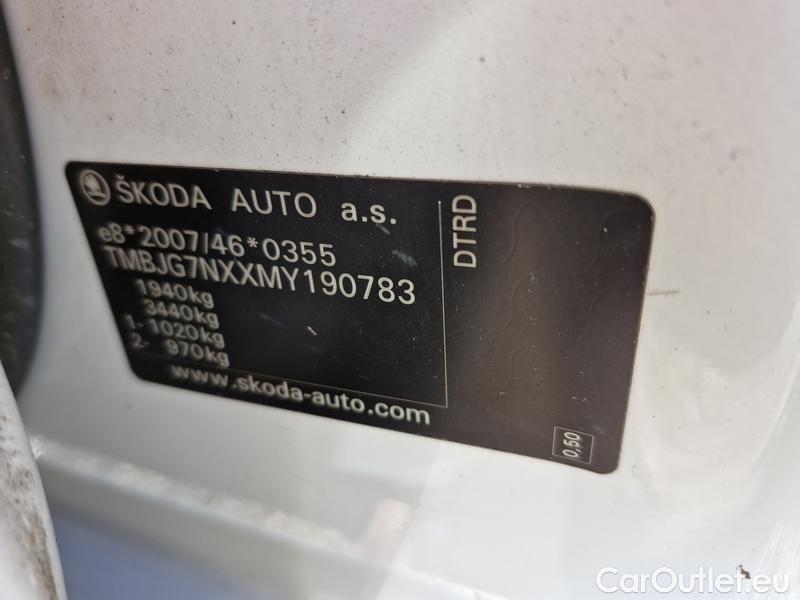 ŠKODA AUTO a.s.
e8*2007/46*0355
TMBJG7NXXMY190783
1940kg
3440kg
1- 1020kg
2- 970kg
www.skoda-auto.com
DTRD
0,50
CarOutlet.eu